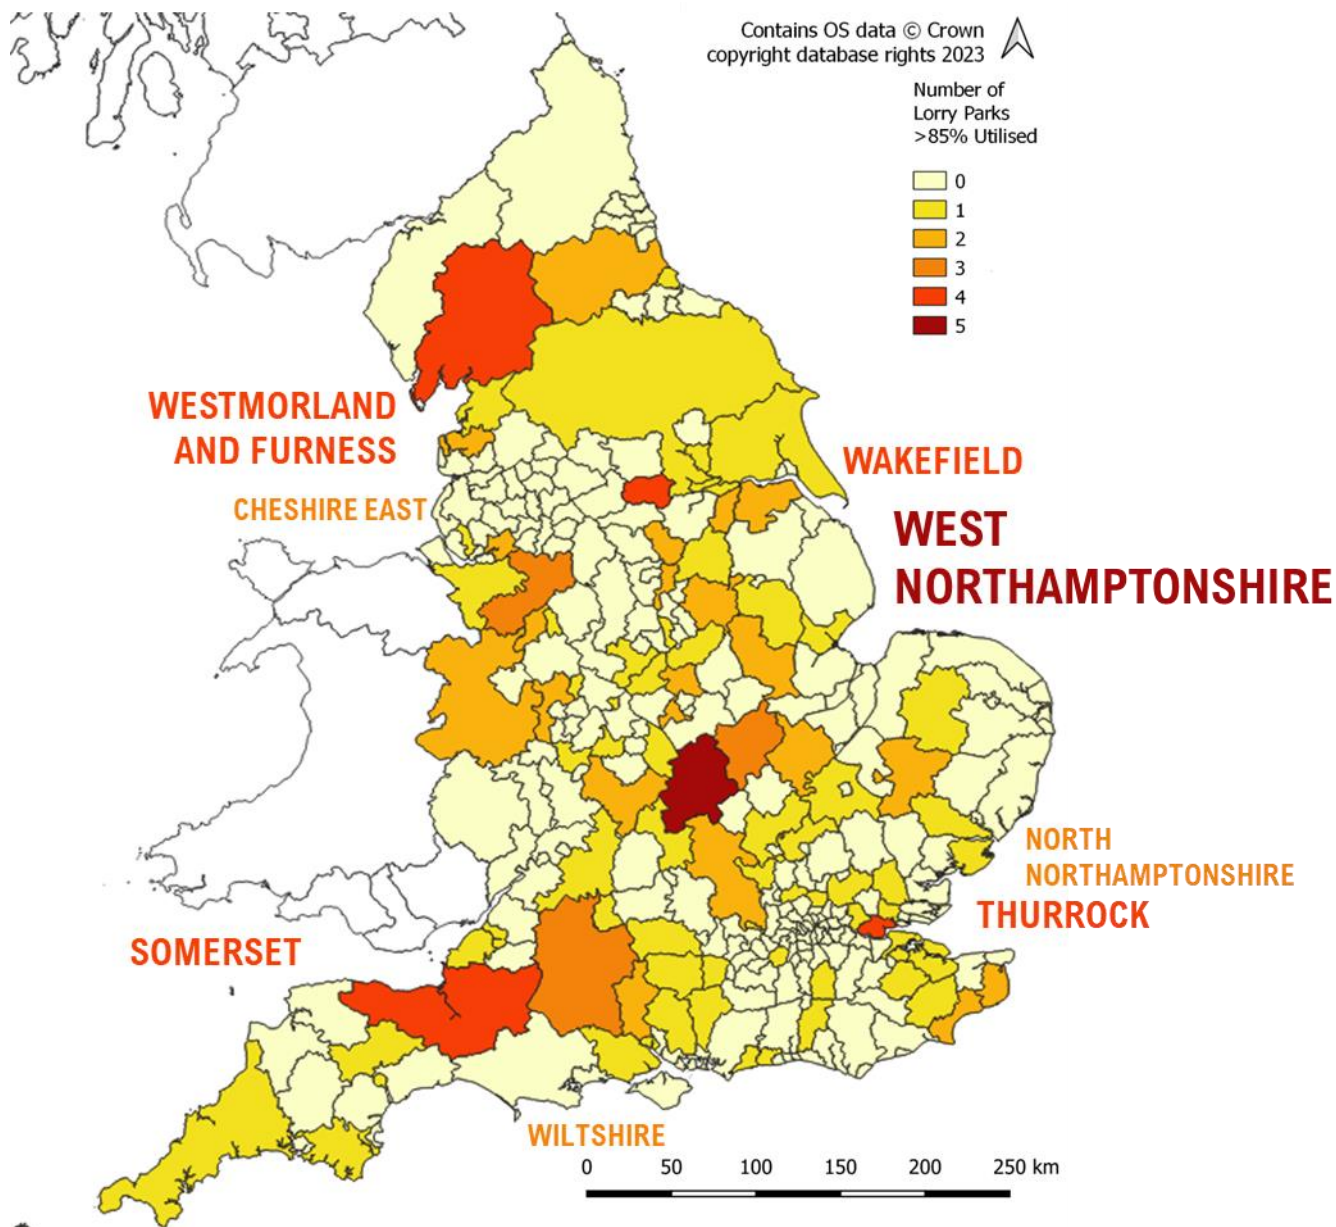 Contains OS data © Crown
copyright database rights 2023
Number of
Lorry Parks
>85% Utilised
0
1
2
3
4
5
WESTMORLAND
AND FURNESS
WAKEFIELD
CHESHIRE EAST
WEST
NORTHAMPTONSHIRE
NORTH
NORTHAMPTONSHIRE
THURROCK
SOMERSET
WILTSHIRE
0 50 100 150 200 250 km